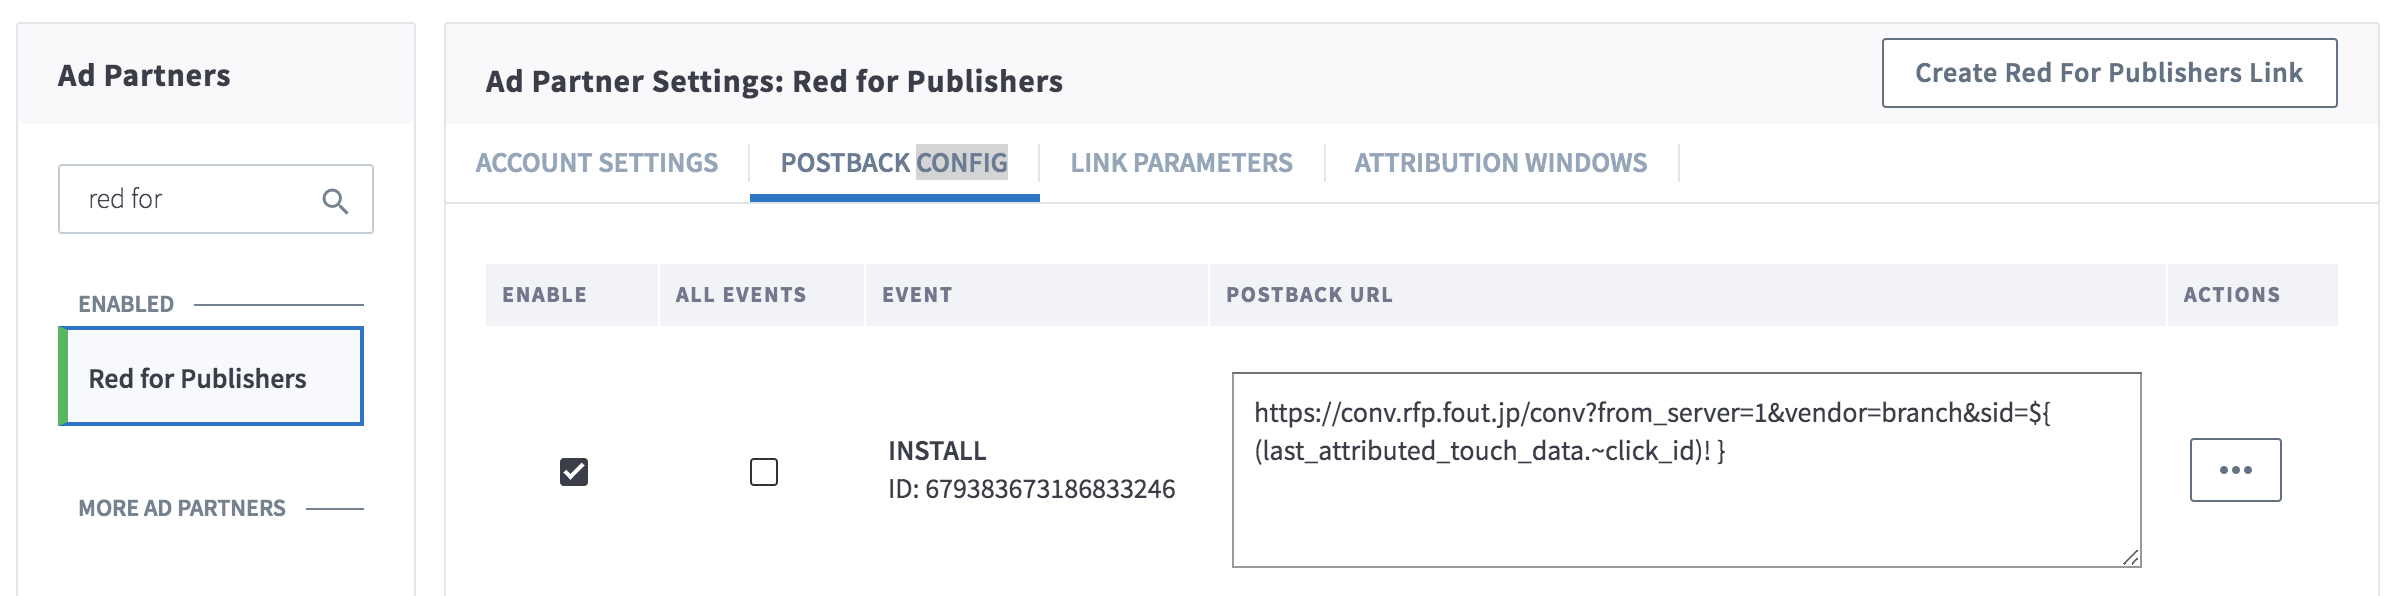 Ad Partners
red for
ENABLED
Red for Publishers
MORE AD PARTNERS
Ad Partner Settings: Red for Publishers
Create Red For Publishers Link
ACCOUNT SETTINGS
POSTBACK CONFIG
LINK PARAMETERS
ATTRIBUTION WINDOWS
ENABLE
ALL EVENTS
EVENT
POSTBACK URL
ACTIONS
INSTALL
ID: 679383673186833246
https://conv.rfp.fout.jp/conv?from_server=1&vendor=branch&sid=${
(last_attributed_touch_data.~click_id)! }